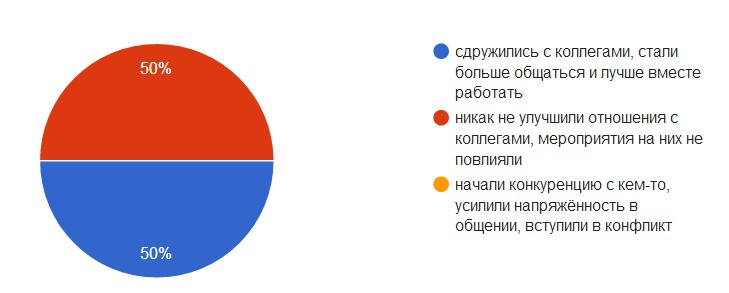 50%
50%
сдружились с коллегами, стали
больше общаться и лучше вместе
работать
никак не улучшили отношения с
коллегами, мероприятия на них не
повлияли
начали конкуренцию с кем-то,
усилили напряжённость в
общении, вступили в конфликт